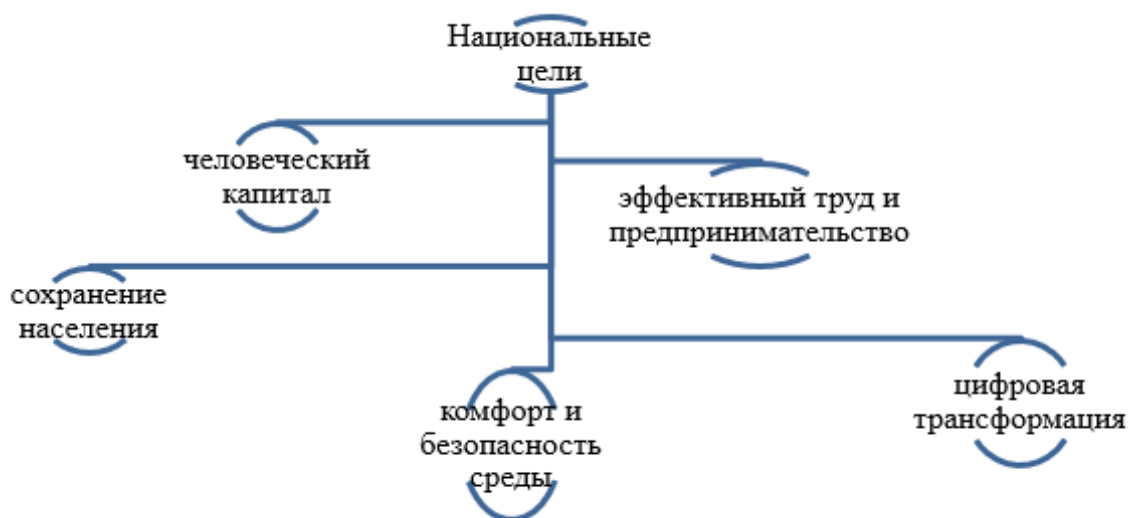 Национальные
цели
человеческий
капитал
эффективный труд и
предпринимательство
сохранение
населения
комфорт и
безопасность
среды
цифровая
трансформация